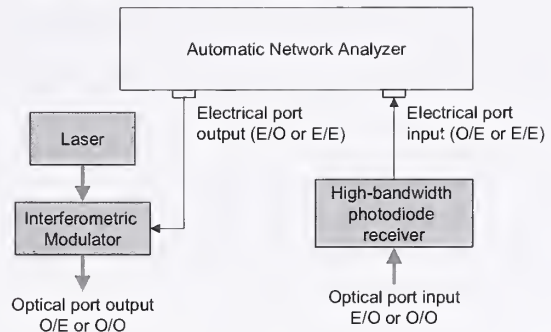 Automatic Network Analyzer
Electrical port
output (E/O or E/E)
Electrical port
input (O/E or E/E)
Laser
Interferometric
Modulator
High-bandwidth
photodiode
receiver
Optical port output
O/E or O/O
Optical port input
E/O or O/O